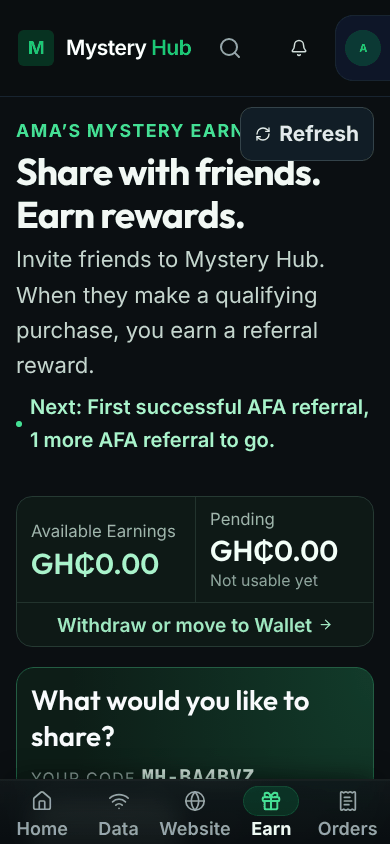 M Mystery Hub A
AMA'S MYSTERY EARN
Refresh
Share with friends.
Earn rewards.
Invite friends to Mystery Hub.
When they make a qualifying
purchase, you earn a referral
reward.
Next: First successful AFA referral,
1 more AFA referral to go.
Available Earnings
GH₵0.00
Pending
GH₵0.00
Not usable yet
Withdraw or move to Wallet →
What would you like to
share?
YOUR CODE MH-BA4BVZ
Home Data Website Earn Orders